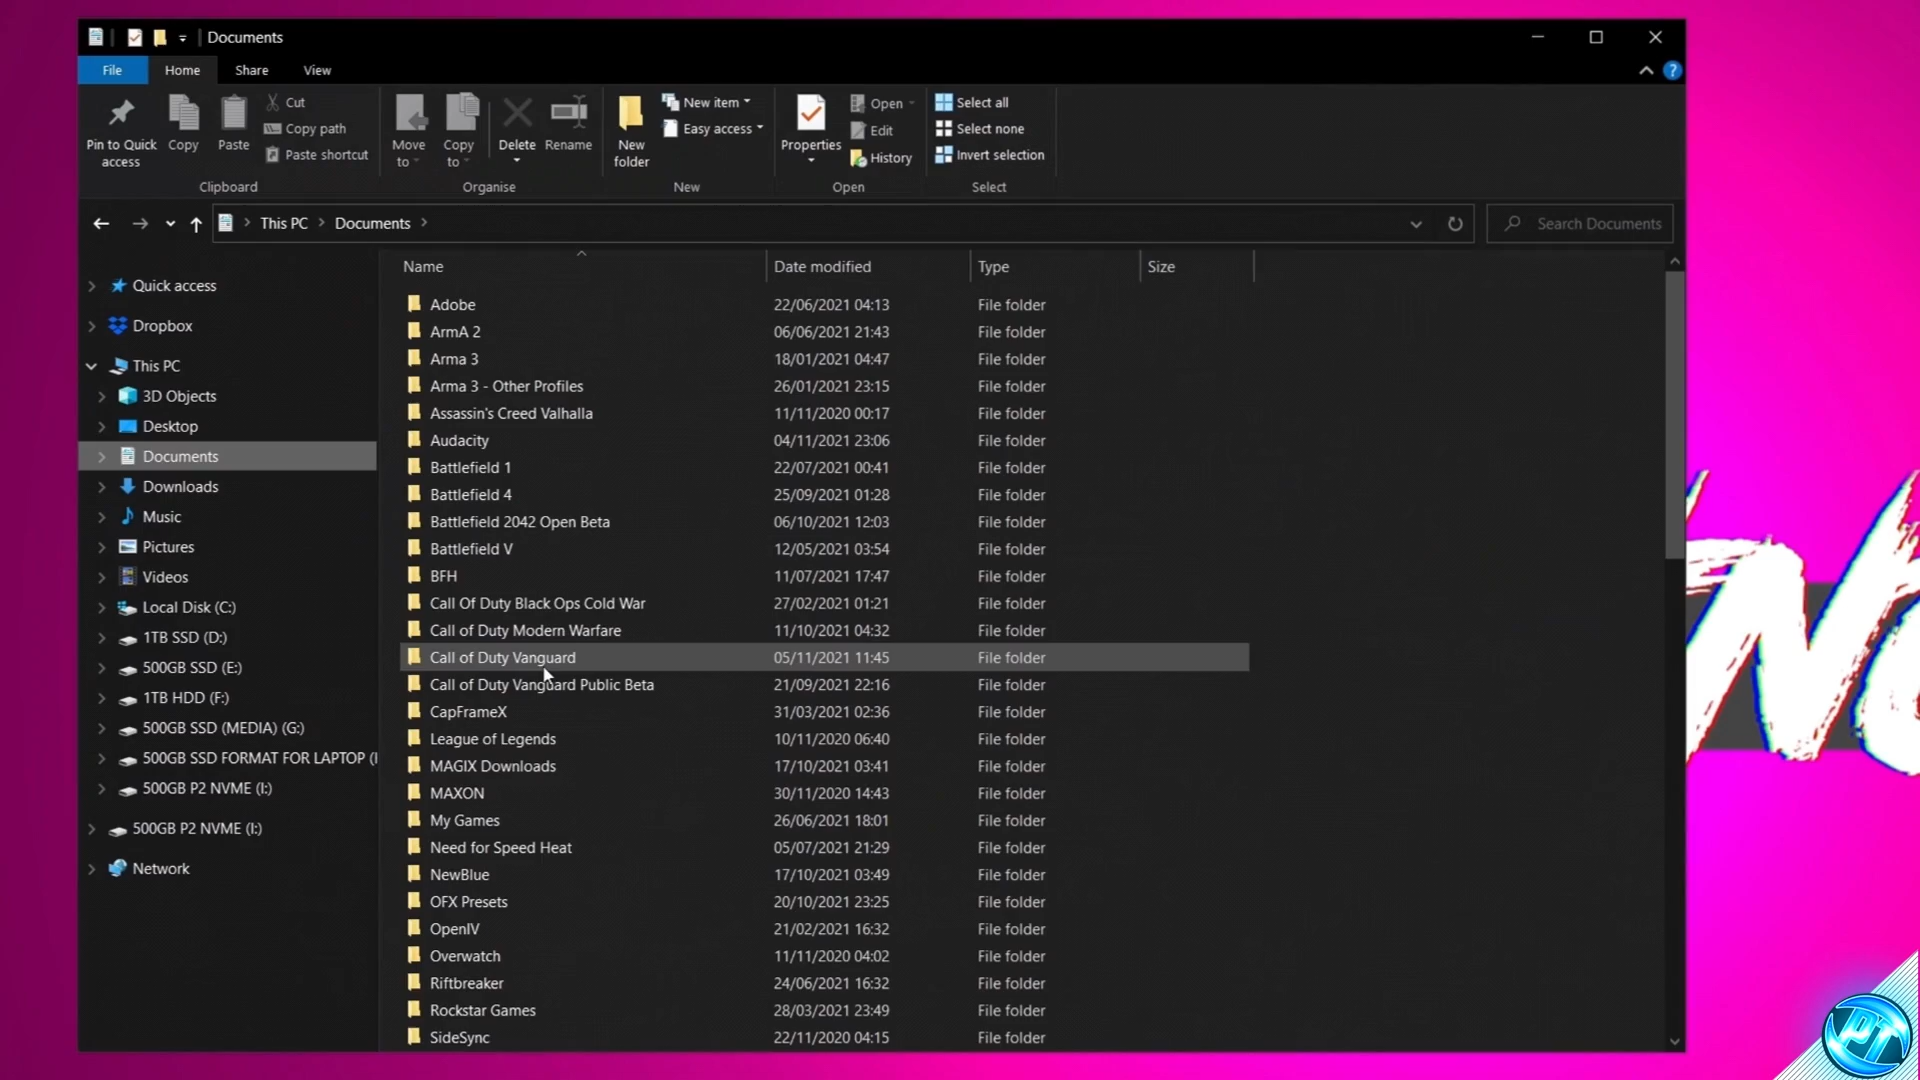 Documents
File Home Share View
Pin to Quick access
Copy
Paste
Cut
Copy path
Paste shortcut
Clipboard
Move to
Copy to
Delete
Rename
Organise
New folder
New item
Easy access
New
Properties
Open
Edit
History
Open
Select all
Select none
Invert selection
Select
This PC Documents
Search Documents
Quick access
Dropbox
This PC
3D Objects
Desktop
Documents
Downloads
Music
Pictures
Videos
Local Disk (C:)
1TB SSD (D:)
500GB SSD (E:)
1TB HDD (F:)
500GB SSD (MEDIA) (G:)
500GB SSD FORMAT FOR LAPTOP (
500GB P2 NVME (I:)
500GB P2 NVME (I:)
Network
Name Date modified Type Size
Adobe 22/06/2021 04:13 File folder
ArmA 2 06/06/2021 21:43 File folder
Arma 3 18/01/2021 04:47 File folder
Arma 3 - Other Profiles 26/01/2021 23:15 File folder
Assassin's Creed Valhalla 11/11/2020 00:17 File folder
Audacity 04/11/2021 23:06 File folder
Battlefield 1 22/07/2021 00:41 File folder
Battlefield 4 25/09/2021 01:28 File folder
Battlefield 2042 Open Beta 06/10/2021 12:03 File folder
Battlefield V 12/05/2021 03:54 File folder
BFH 11/07/2021 17:47 File folder
Call Of Duty Black Ops Cold War 27/02/2021 01:21 File folder
Call of Duty Modern Warfare 11/10/2021 04:32 File folder
Call of Duty Vanguard 05/11/2021 11:45 File folder
Call of Duty Vanguard Public Beta 21/09/2021 22:16 File folder
CapFrameX 31/03/2021 02:36 File folder
League of Legends 10/11/2020 06:40 File folder
MAGIX Downloads 17/10/2021 03:41 File folder
MAXON 30/11/2020 14:43 File folder
My Games 26/06/2021 18:01 File folder
Need for Speed Heat 05/07/2021 21:29 File folder
NewBlue 17/10/2021 03:49 File folder
OFX Presets 20/10/2021 23:25 File folder
OpenIV 21/02/2021 16:32 File folder
Overwatch 11/11/2020 04:02 File folder
Riftbreaker 24/06/2021 16:32 File folder
Rockstar Games 28/03/2021 23:49 File folder
SideSync 22/11/2020 04:15 File folder